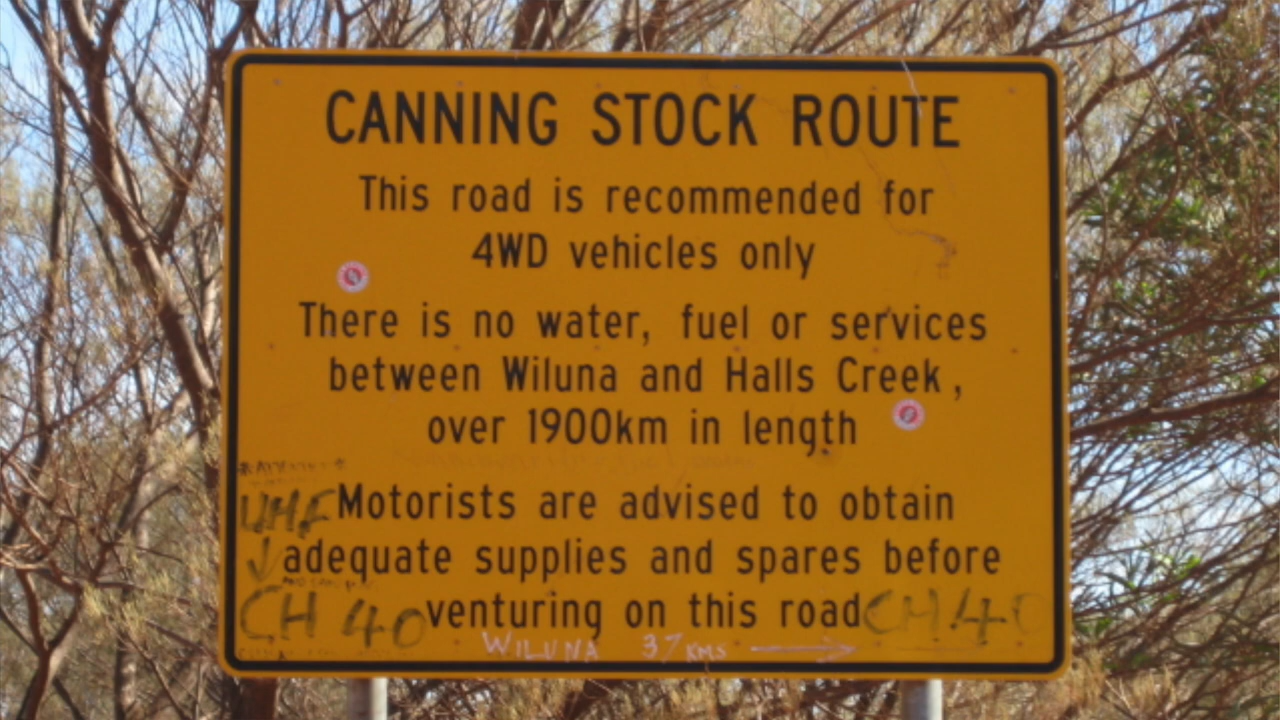 CANNING STOCK ROUTE
This road is recommended for
4WD vehicles only
There is no water, fuel or services
between Wiluna and Halls Creek,
over 1900km in length
UHF Motorists are advised to obtain
adequate supplies and spares before
CH 40 venturing on this road CH 40
WILUNA 37 KMS